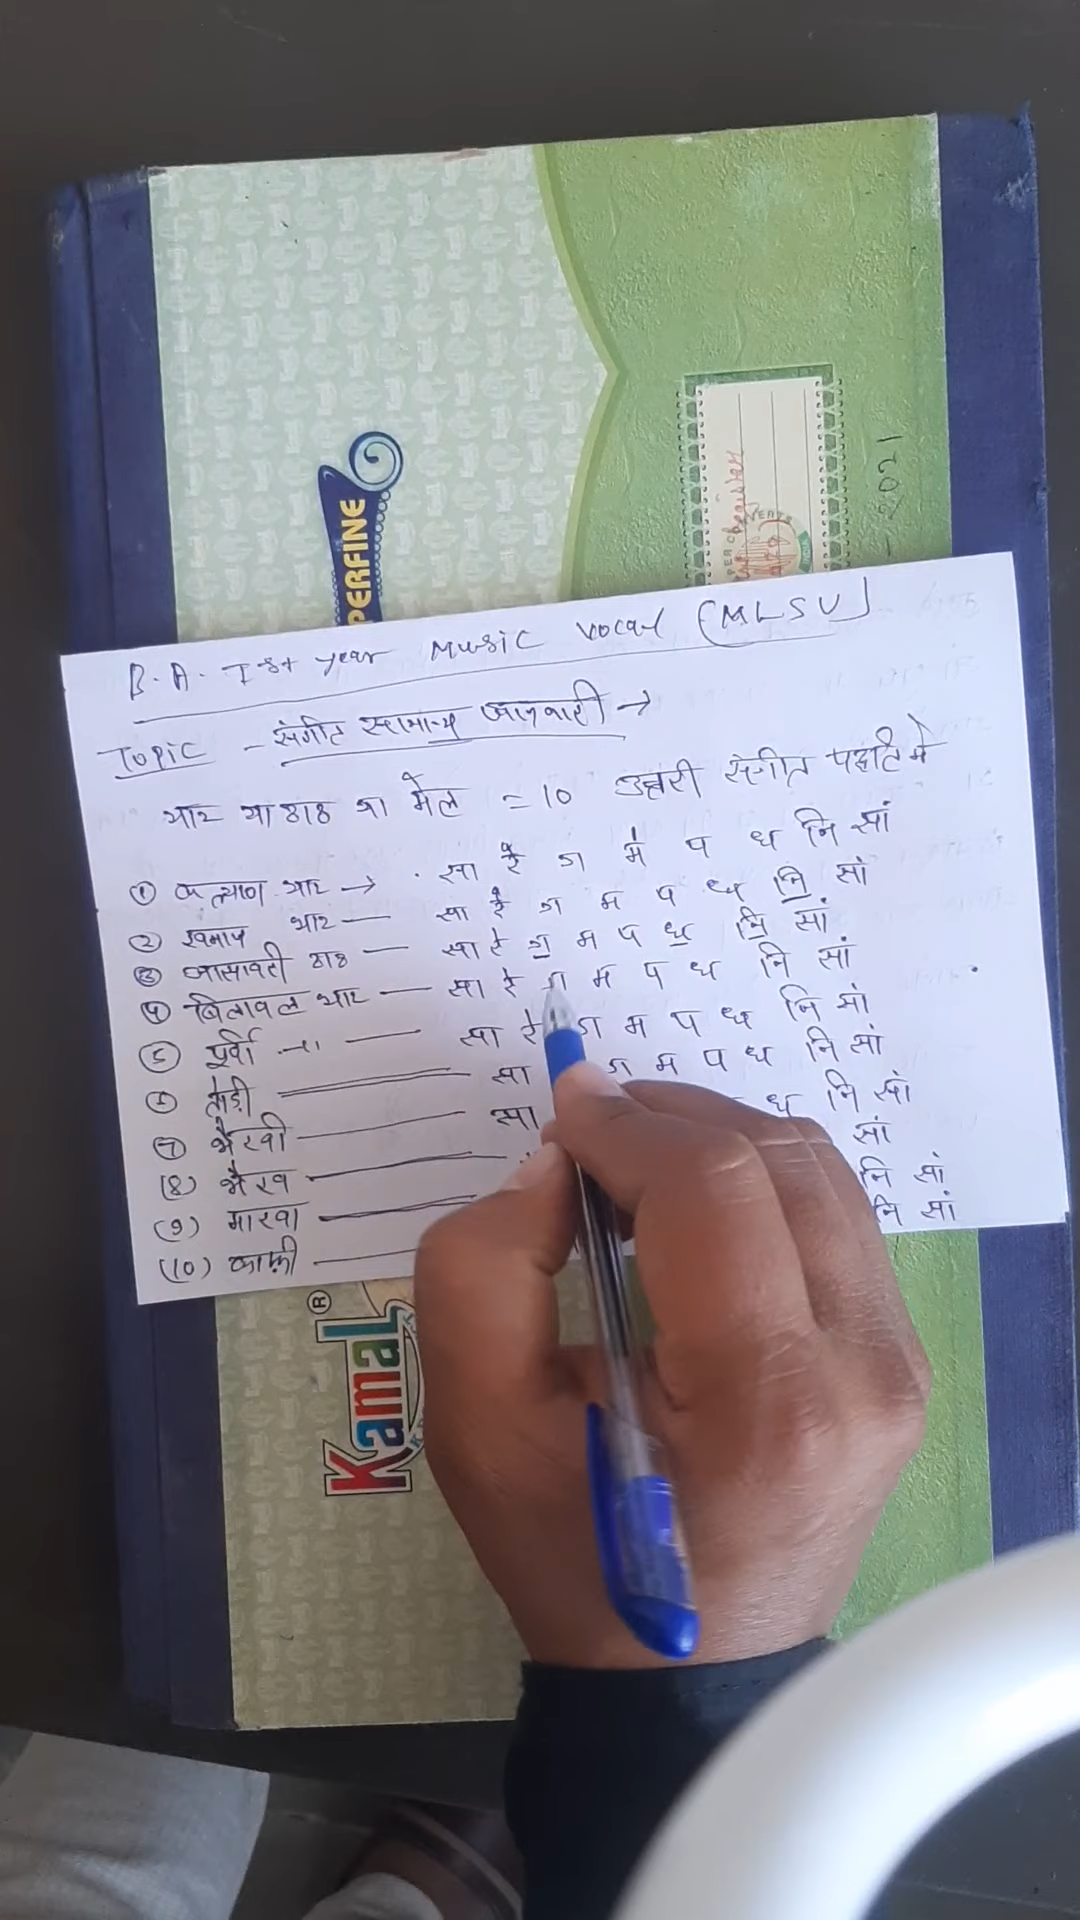 B.A. Ist year Music Vocal (MLSU)
Topic - संगीत सामान्य जानकारी →
थाट या ठाठ या मेल = 10 उत्तरी संगीत पद्धति में
① कल्याण थाट → सा रे ग म॑ प ध नि सां
② खमाज थाट — सा रे ग म प ध नि॒ सां
③ आसावरी ठाठ — सा रे ग॒ म प ध॒ नि॒ सां
④ बिलावल थाट — सा रे ग म प ध नि सां
⑤ पूर्वी -"- — सा रे ग म प ध नि सां
⑥ तोड़ी — सा ग म प ध नि सां
⑦ भैरवी — सा ध नि सां
(8) भैरव — सां
(9) मारवा — नि सां
(10) काफ़ी — नि सां
PERFINE
Kamal®
2021